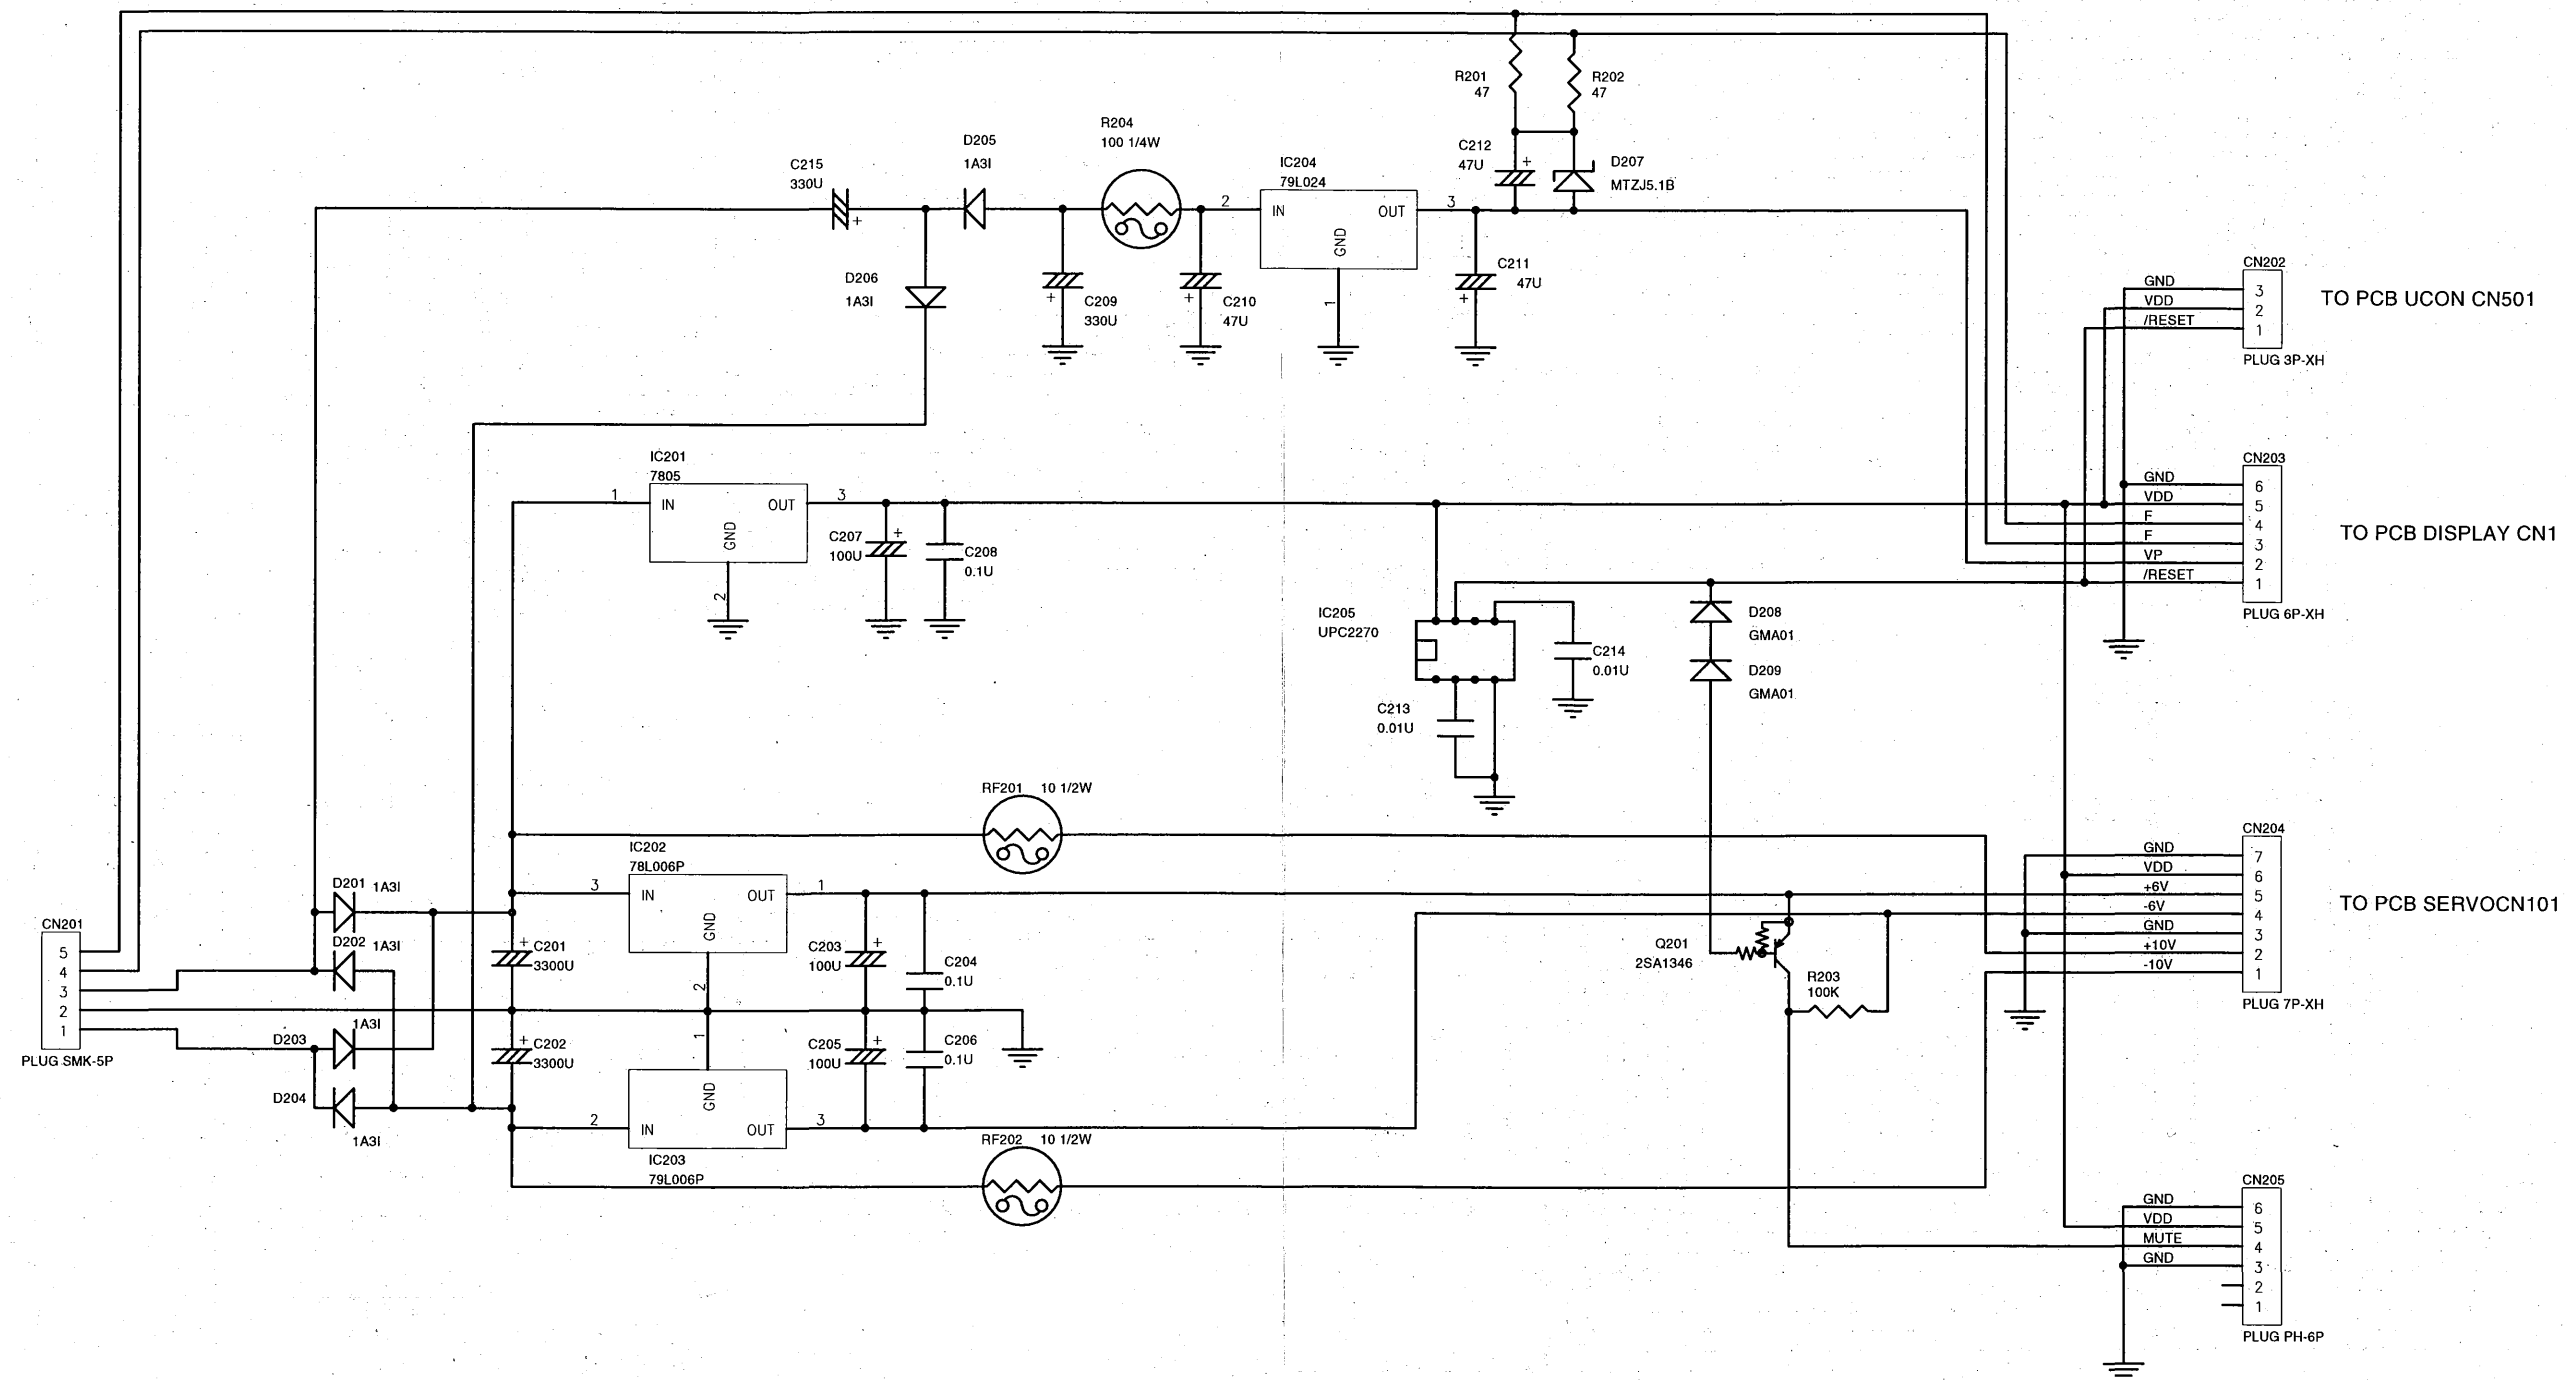 R201
47
R202
47
R204
100 1/4W
D205
1A3I
C215
330U
+
C212
47U
+
IC204
79L024
D207
MTZJ5.1B
2
IN
OUT
3
GND
1
D206
1A3I
+
C209
330U
+
C210
47U
C211
47U
+
CN202
GND
3
VDD
2
/RESET
1
PLUG 3P-XH
TO PCB UCON CN501
IC201
7805
1
IN
OUT
3
GND
2
C207
100U
+
C208
0.1U
CN203
GND
6
VDD
5
F
4
F
3
VP
2
/RESET
1
PLUG 6P-XH
TO PCB DISPLAY CN1
IC205
UPC2270
C214
0.01U
C213
0.01U
D208
GMA01
D209
GMA01
RF201 10 1/2W
IC202
78L006P
3
IN
OUT
1
GND
2
D201 1A3I
D202 1A3I
CN201
5
4
3
2
1
PLUG SMK-5P
D203
1A3I
D204
1A3I
+
C201
3300U
+
C202
3300U
C203
100U
+
C204
0.1U
C205
100U
+
C206
0.1U
1
GND
2
IN
OUT
3
IC203
79L006P
RF202 10 1/2W
Q201
2SA1346
R203
100K
CN204
GND
7
VDD
6
+6V
5
-6V
4
GND
3
+10V
2
-10V
1
PLUG 7P-XH
TO PCB SERVOCN101
CN205
GND
6
VDD
5
MUTE
4
GND
3
2
1
PLUG PH-6P